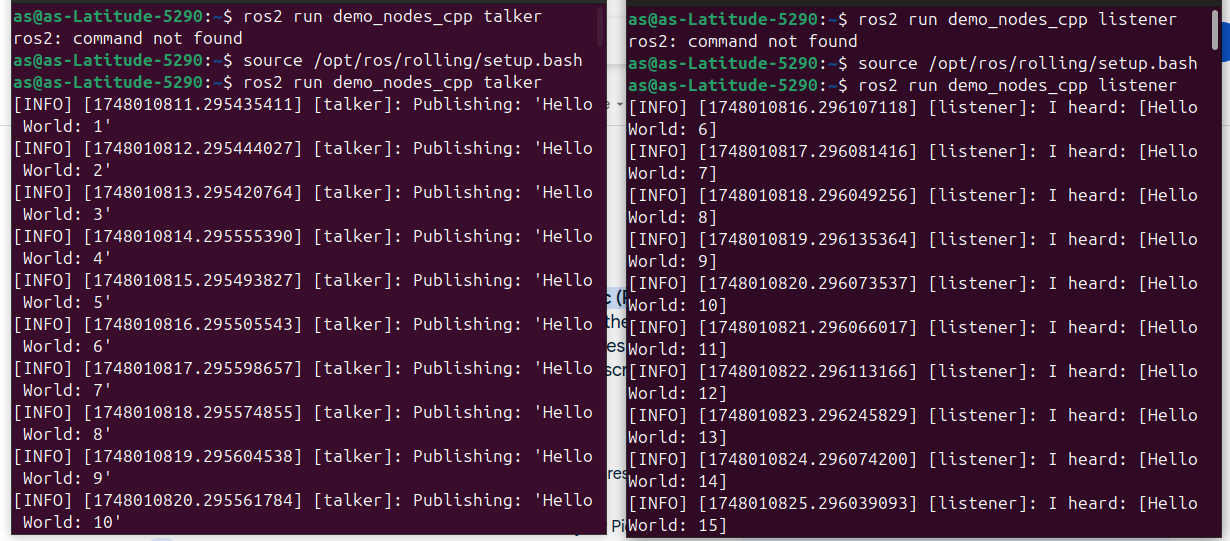 as@as-Latitude-5290:~$ ros2 run demo_nodes_cpp talker
ros2: command not found
as@as-Latitude-5290:~$ source /opt/ros/rolling/setup.bash
as@as-Latitude-5290:~$ ros2 run demo_nodes_cpp talker
[INFO] [1748010811.295435411] [talker]: Publishing: 'Hello
 World: 1'
[INFO] [1748010812.295444027] [talker]: Publishing: 'Hello
 World: 2'
[INFO] [1748010813.295420764] [talker]: Publishing: 'Hello
 World: 3'
[INFO] [1748010814.295555390] [talker]: Publishing: 'Hello
 World: 4'
[INFO] [1748010815.295493827] [talker]: Publishing: 'Hello
 World: 5'
[INFO] [1748010816.295505543] [talker]: Publishing: 'Hello
 World: 6'
[INFO] [1748010817.295598657] [talker]: Publishing: 'Hello
 World: 7'
[INFO] [1748010818.295574855] [talker]: Publishing: 'Hello
 World: 8'
[INFO] [1748010819.295604538] [talker]: Publishing: 'Hello
 World: 9'
[INFO] [1748010820.295561784] [talker]: Publishing: 'Hello
 World: 10'
as@as-Latitude-5290:~$ ros2 run demo_nodes_cpp listener
ros2: command not found
as@as-Latitude-5290:~$ source /opt/ros/rolling/setup.bash
as@as-Latitude-5290:~$ ros2 run demo_nodes_cpp listener
[INFO] [1748010816.296107118] [listener]: I heard: [Hello
World: 6]
[INFO] [1748010817.296081416] [listener]: I heard: [Hello
World: 7]
[INFO] [1748010818.296049256] [listener]: I heard: [Hello
World: 8]
[INFO] [1748010819.296135364] [listener]: I heard: [Hello
World: 9]
[INFO] [1748010820.296073537] [listener]: I heard: [Hello
World: 10]
[INFO] [1748010821.296066017] [listener]: I heard: [Hello
World: 11]
[INFO] [1748010822.296113166] [listener]: I heard: [Hello
World: 12]
[INFO] [1748010823.296245829] [listener]: I heard: [Hello
World: 13]
[INFO] [1748010824.296074200] [listener]: I heard: [Hello
World: 14]
[INFO] [1748010825.296039093] [listener]: I heard: [Hello
World: 15]